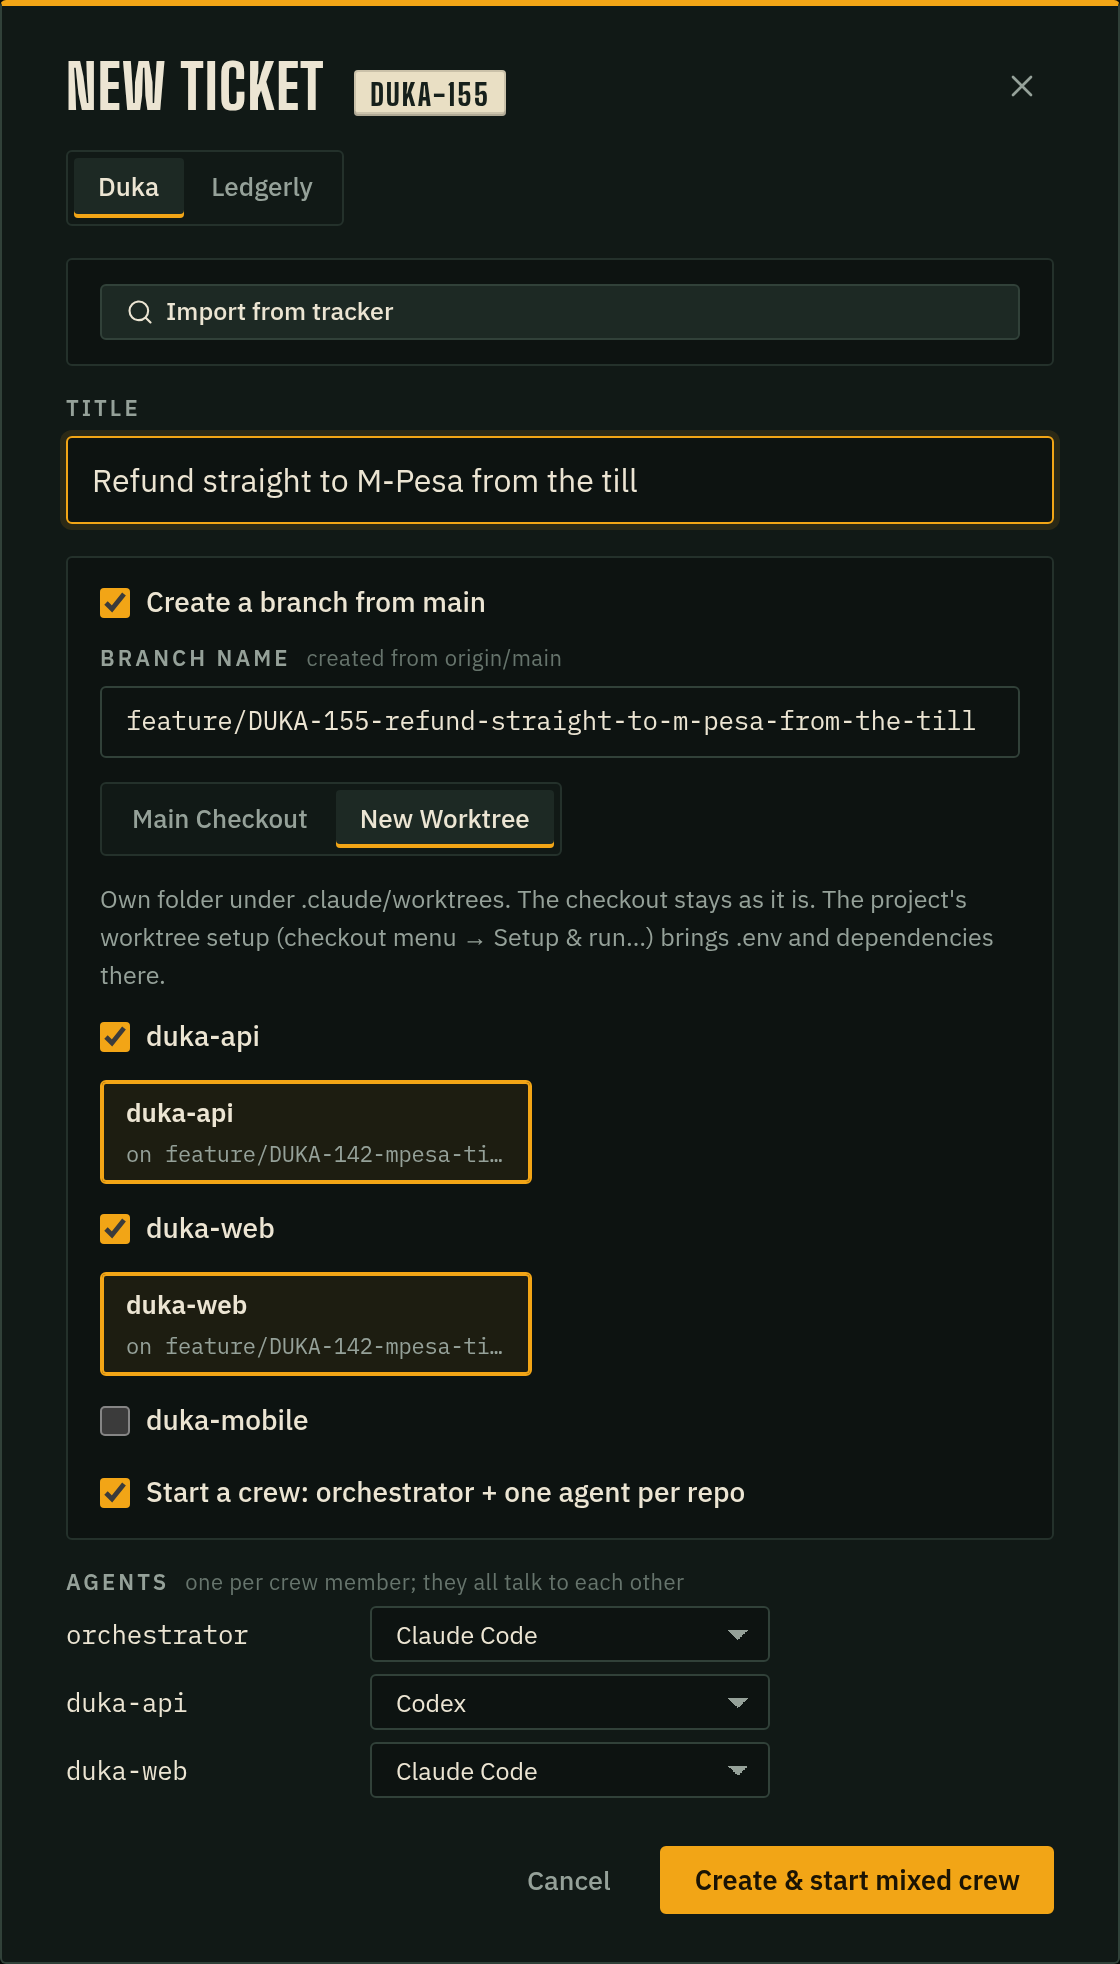 NEW TICKET DUKA-155
Duka Ledgerly
Import from tracker
TITLE
Refund straight to M-Pesa from the till
Create a branch from main
BRANCH NAME created from origin/main
feature/DUKA-155-refund-straight-to-m-pesa-from-the-till
Main Checkout New Worktree
Own folder under .claude/worktrees. The checkout stays as it is. The project's
worktree setup (checkout menu → Setup & run...) brings .env and dependencies
there.
duka-api
duka-api
on feature/DUKA-142-mpesa-ti…
duka-web
duka-web
on feature/DUKA-142-mpesa-ti…
duka-mobile
Start a crew: orchestrator + one agent per repo
AGENTS one per crew member; they all talk to each other
orchestrator Claude Code
duka-api Codex
duka-web Claude Code
Cancel Create & start mixed crew